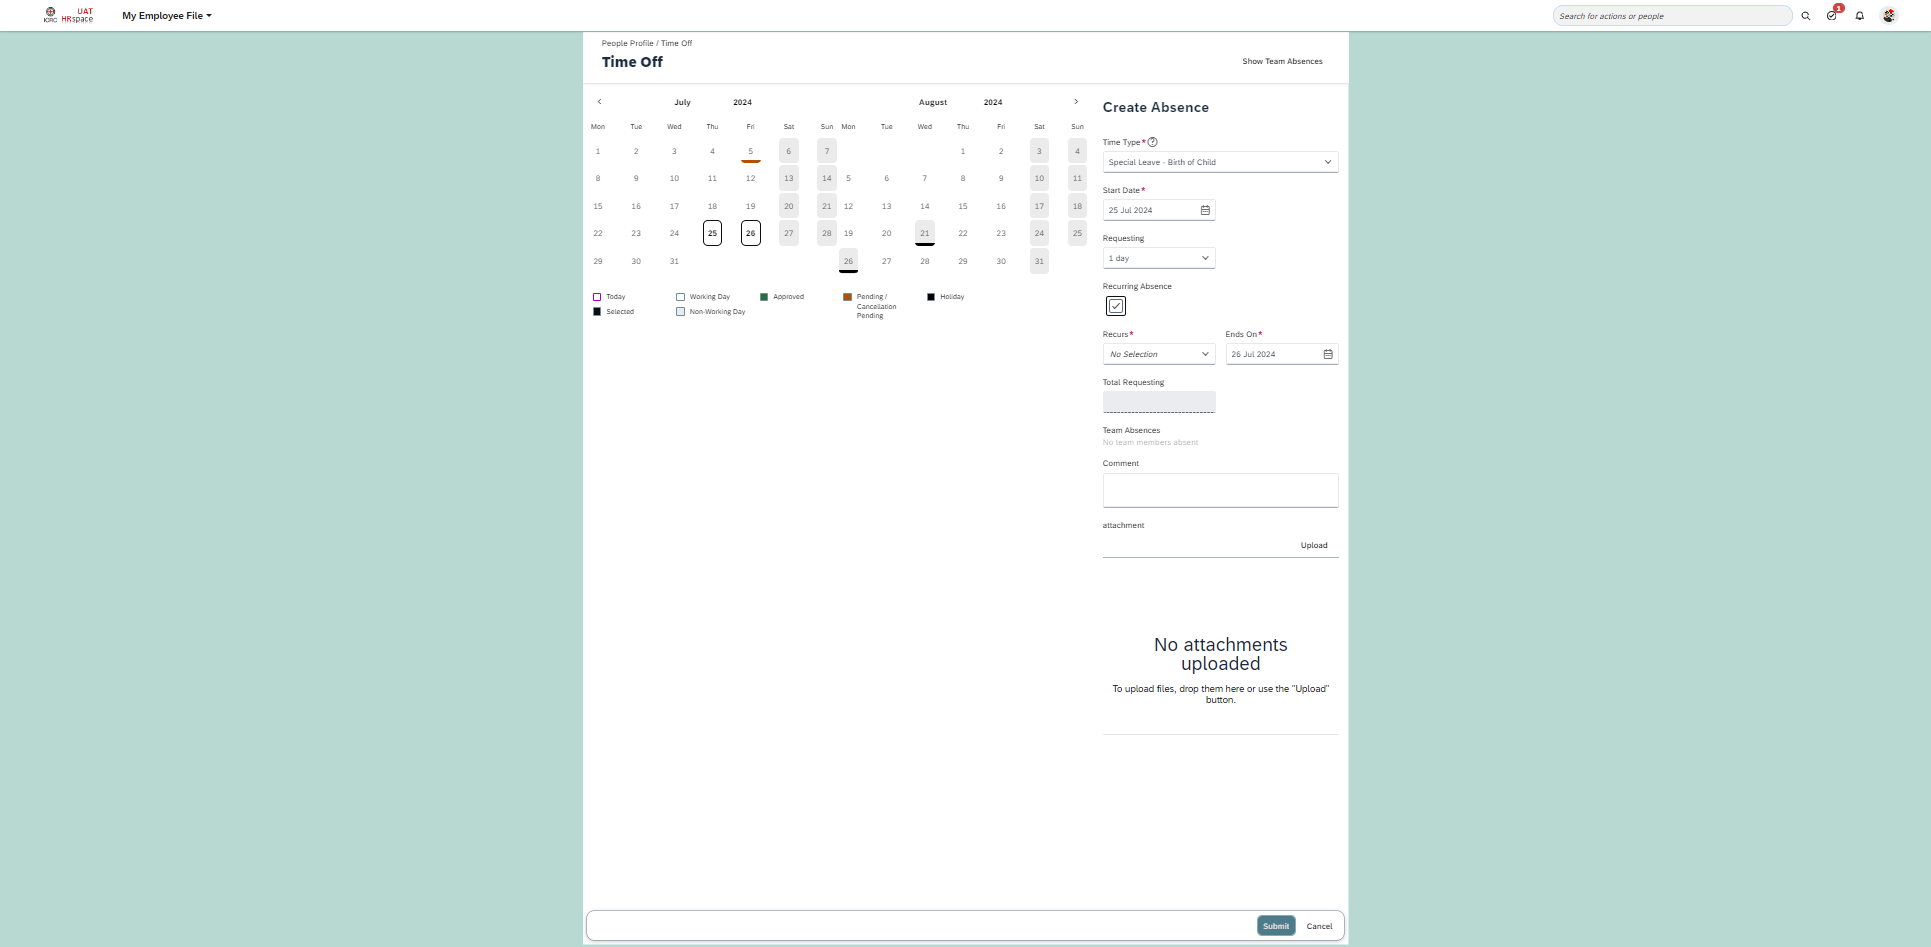 ICRC
UAT
HRspace
My Employee File
Search for actions or people
1
People Profile / Time Off
Time Off
Show Team Absences
July 2024
August 2024
Mon Tue Wed Thu Fri Sat Sun Mon Tue Wed Thu Fri Sat Sun
1 2 3 4 5 6 7 1 2 3 4
8 9 10 11 12 13 14 5 6 7 8 9 10 11
15 16 17 18 19 20 21 12 13 14 15 16 17 18
22 23 24 25 26 27 28 19 20 21 22 23 24 25
29 30 31 26 27 28 29 30 31
Today Working Day Approved Pending / Holiday
Cancellation
Pending
Selected Non-Working Day
Create Absence
Time Type*
Special Leave - Birth of Child
Start Date*
25 Jul 2024
Requesting
1 day
Recurring Absence
Recurs* Ends On*
No Selection 26 Jul 2024
Total Requesting
Team Absences
No team members absent
Comment
attachment
Upload
No attachments
uploaded
To upload files, drop them here or use the "Upload"
button.
Submit Cancel